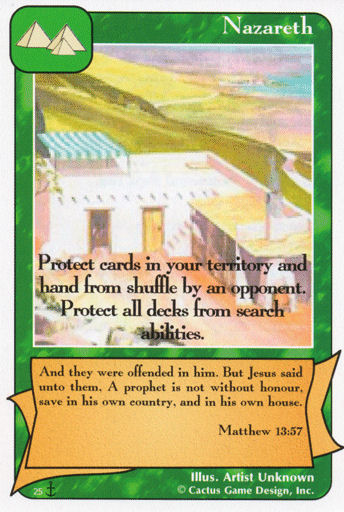 Nazareth
Protect cards in your territory and
hand from shuffle by an opponent.
Protect all decks from search
abilities.
And they were offended in him. But Jesus said
unto them, A prophet is not without honour,
save in his own country, and in his own house.
Matthew 13:57
Illus. Artist Unknown
25 © Cactus Game Design, Inc.